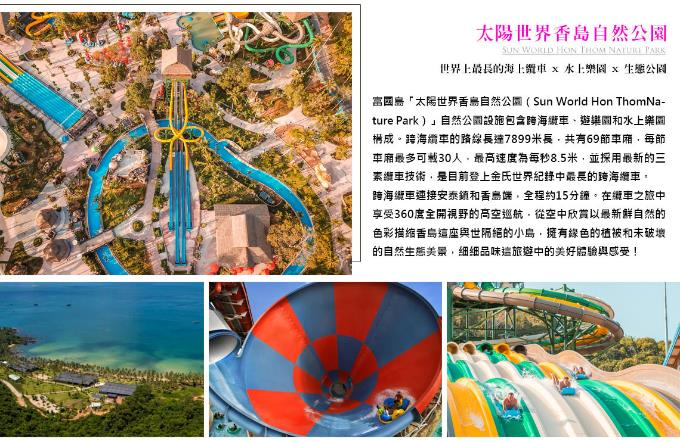 太陽世界香島自然公園
SUN WORLD HON THOM NATURE PARK
世界上最長的海上纜車 x 水上樂園 x 生態公園
富國島「太陽世界香島自然公園（Sun World Hon ThomNa-
ture Park）」自然公園設施包含跨海纜車、遊樂園和水上樂園
構成。跨海纜車的路線長達7899米長，共有69節車廂，每節
車廂最多可載30人，最高速度為每秒8.5米，並採用最新的三
素纜車技術，是目前登上金氏世界紀錄中最長的跨海纜車。
跨海纜車連接安泰鎮和香島鎮，全程約15分鐘。在纜車之旅中
享受360度全開視野的高空巡航，從空中欣賞以最新鮮自然的
色彩描繪香島這座與世隔絕的小島，擁有綠色的植被和未破壞
的自然生態美景，細細品味這旅遊中的美好體驗與感受！